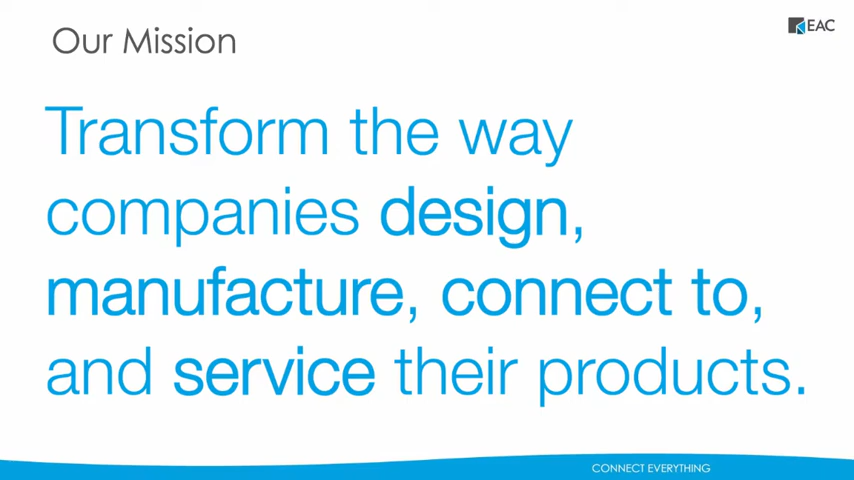 Our Mission
EAC
Transform the way
companies design,
manufacture, connect to,
and service their products.
CONNECT EVERYTHING